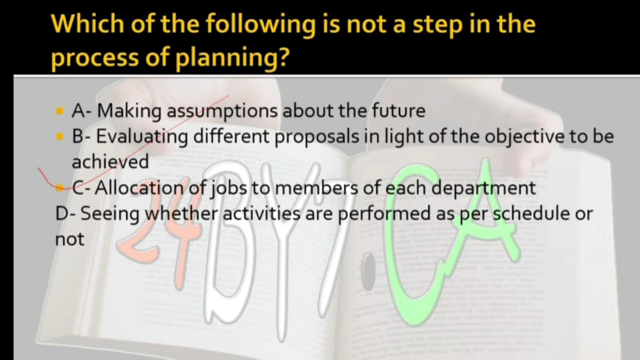 Which of the following is not a step in the
process of planning?
A- Making assumptions about the future
B- Evaluating different proposals in light of the objective to be
achieved
C- Allocation of jobs to members of each department
D- Seeing whether activities are performed as per schedule or
not
24BY7CA